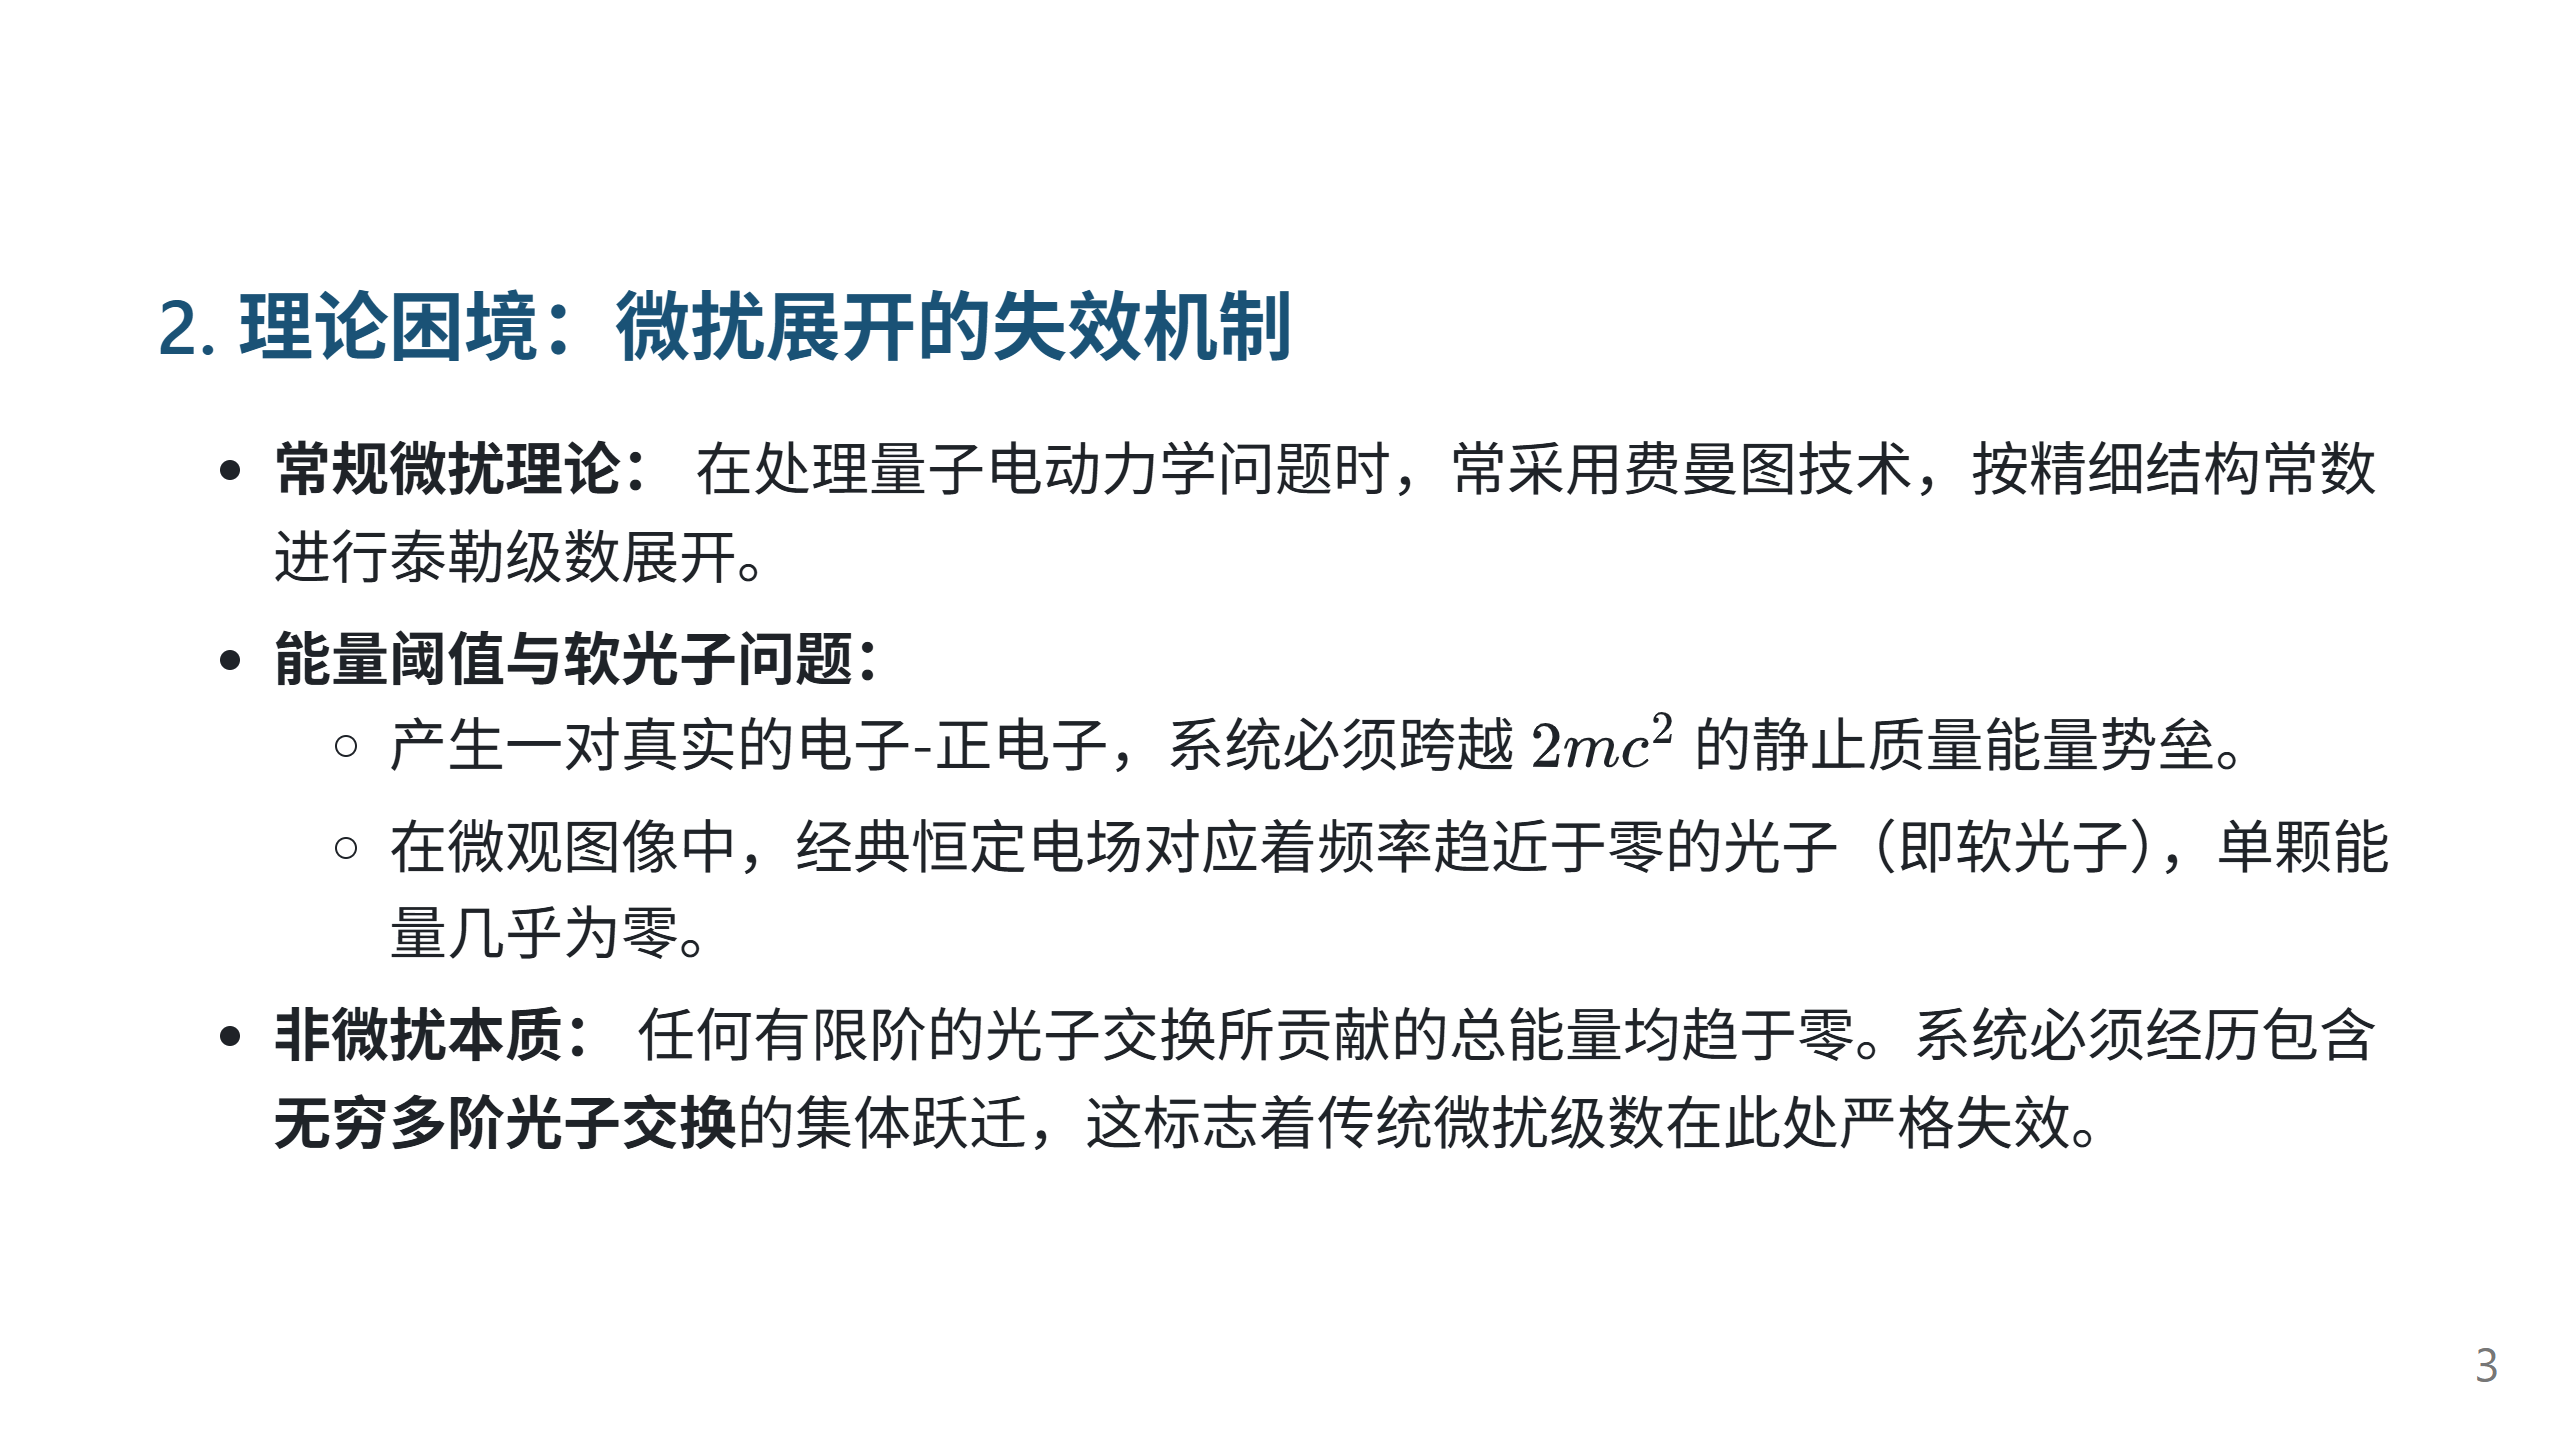 2. 理论困境：微扰展开的失效机制
• 常规微扰理论： 在处理量子电动力学问题时，常采用费曼图技术，按精细结构常数
进行泰勒级数展开。
• 能量阈值与软光子问题：
○ 产生一对真实的电子-正电子，系统必须跨越 2mc² 的静止质量能量势垒。
○ 在微观图像中，经典恒定电场对应着频率趋近于零的光子（即软光子），单颗能
量几乎为零。
• 非微扰本质： 任何有限阶的光子交换所贡献的总能量均趋于零。系统必须经历包含
无穷多阶光子交换的集体跃迁，这标志着传统微扰级数在此处严格失效。
3